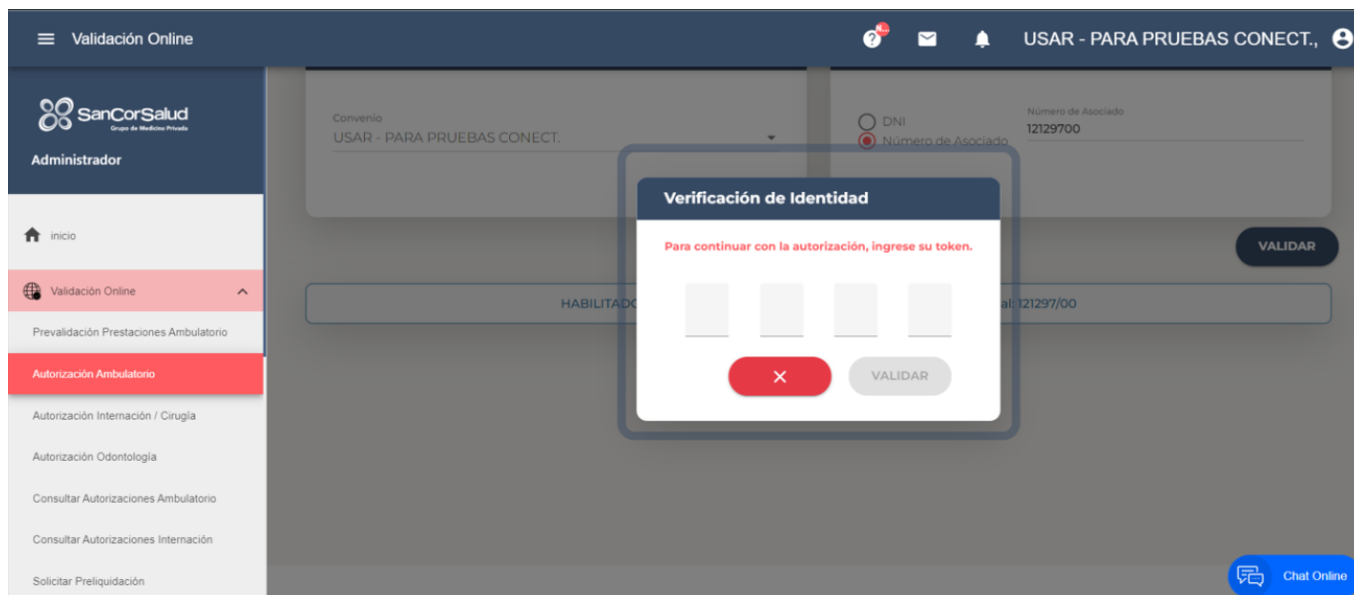 Validación Online
USAR - PARA PRUEBAS CONECT.,
SanCorSalud
Grupo de Medicina Privada
Administrador
inicio
Validación Online
Prevalidación Prestaciones Ambulatorio
Autorización Ambulatorio
Autorización Internación / Cirugía
Autorización Odontología
Consultar Autorizaciones Ambulatorio
Consultar Autorizaciones Internación
Solicitar Preliquidación
Convenio
USAR - PARA PRUEBAS CONECT.
DNI
Número de Asociado
Número de Asociado
12129700
VALIDAR
HABILITADO
al: 121297/00
Verificación de Identidad
Para continuar con la autorización, ingrese su token.
VALIDAR
Chat Online